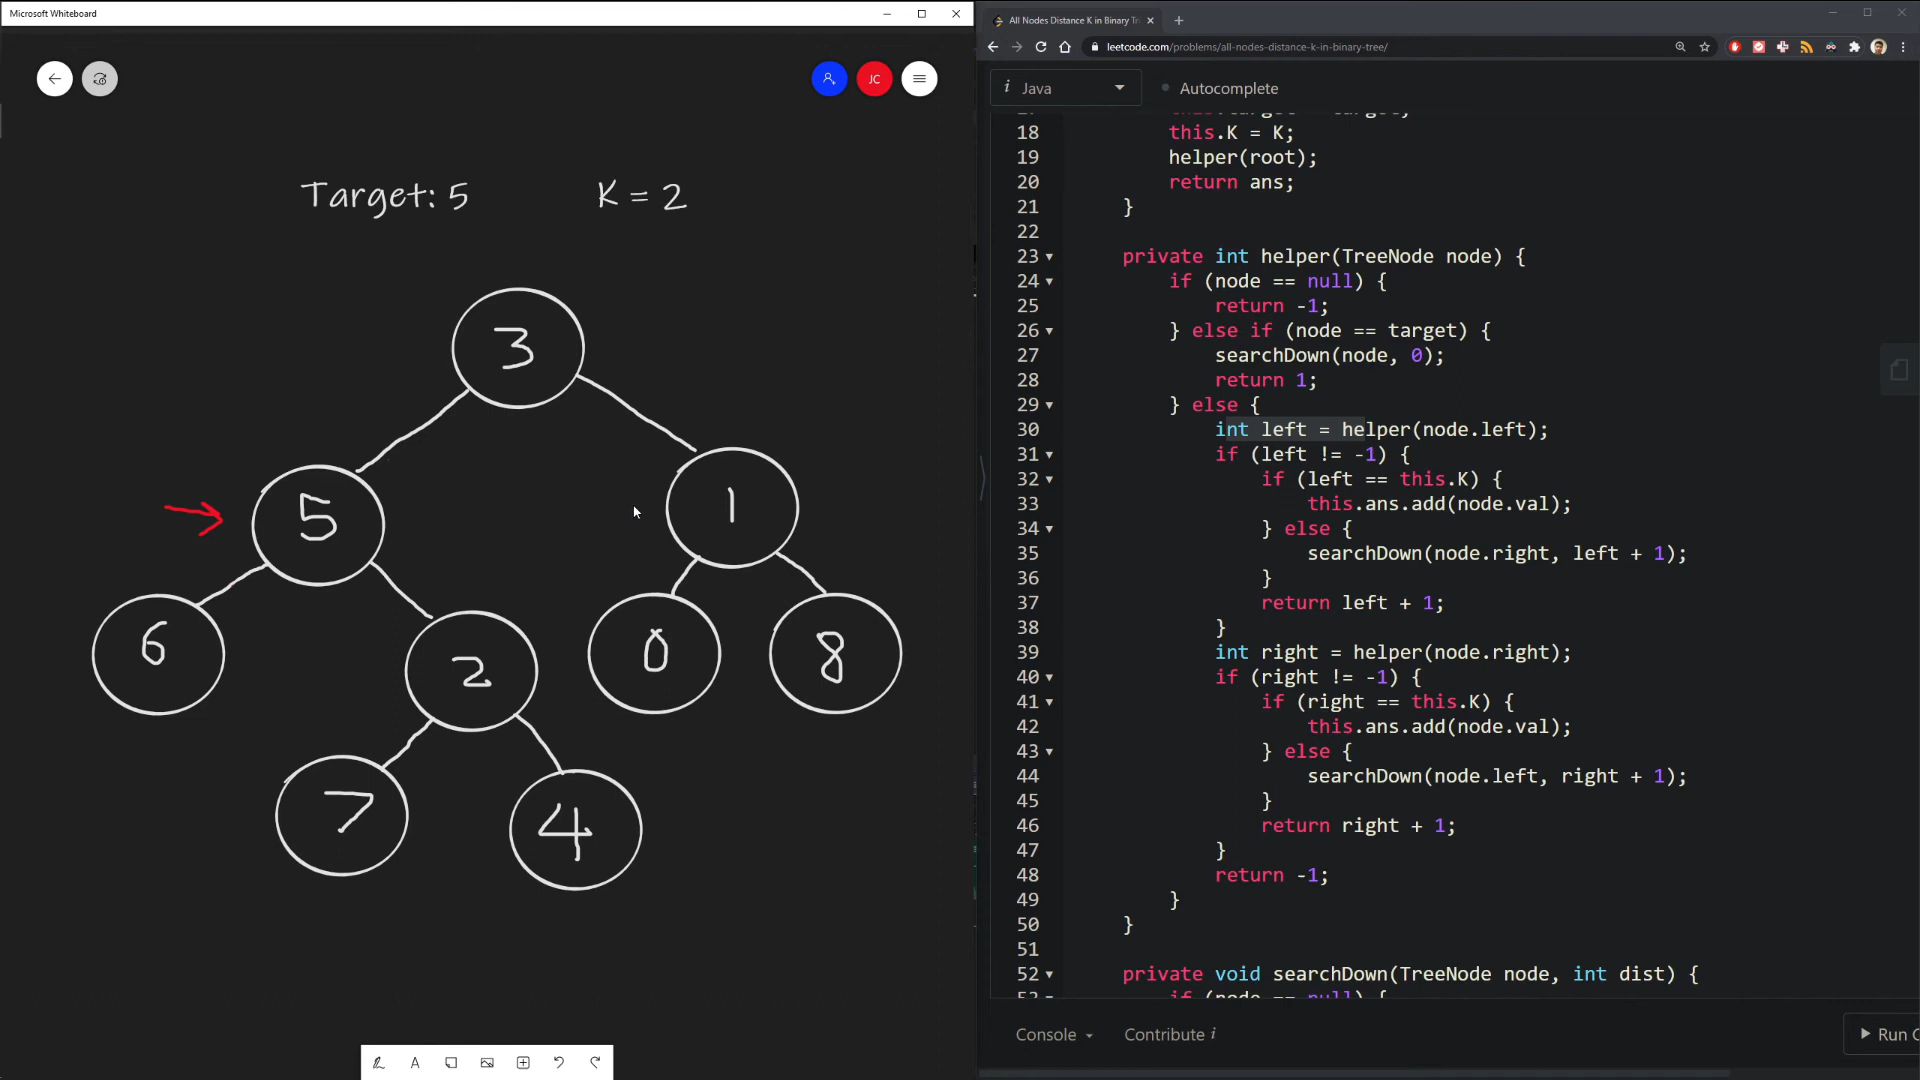 Microsoft Whiteboard
JC
Target: 5
K = 2
3
5
1
6
2
0
8
7
4
All Nodes Distance K in Binary Tr
leetcode.com/problems/all-nodes-distance-k-in-binary-tree/
i Java
Autocomplete
18 this.K = K;
19 helper(root);
20 return ans;
21 }
22
23 private int helper(TreeNode node) {
24 if (node == null) {
25 return -1;
26 } else if (node == target) {
27 searchDown(node, 0);
28 return 1;
29 } else {
30 int left = helper(node.left);
31 if (left != -1) {
32 if (left == this.K) {
33 this.ans.add(node.val);
34 } else {
35 searchDown(node.right, left + 1);
36 }
37 return left + 1;
38 }
39 int right = helper(node.right);
40 if (right != -1) {
41 if (right == this.K) {
42 this.ans.add(node.val);
43 } else {
44 searchDown(node.left, right + 1);
45 }
46 return right + 1;
47 }
48 return -1;
49 }
50 }
51
52 private void searchDown(TreeNode node, int dist) {
53 if (node == null) {
Console
Contribute i
Run C
A